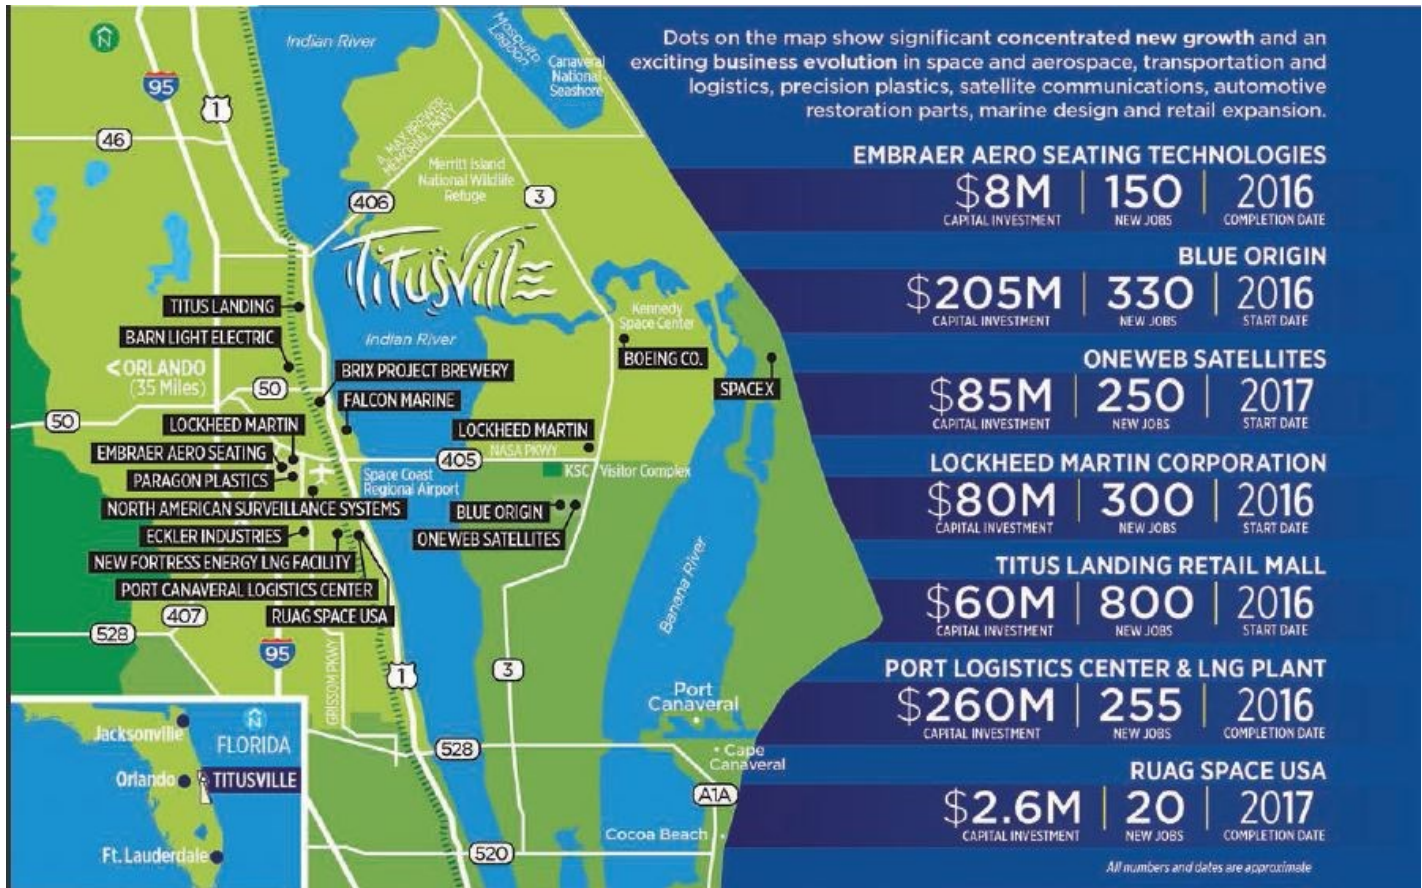 Dots on the map show significant concentrated new growth and an
exciting business evolution in space and aerospace, transportation and
logistics, precision plastics, satellite communications, automotive
restoration parts, marine design and retail expansion.
EMBRAER AERO SEATING TECHNOLOGIES
$8M 150 2016
CAPITAL INVESTMENT NEW JOBS COMPLETION DATE
BLUE ORIGIN
$205M 330 2016
CAPITAL INVESTMENT NEW JOBS START DATE
ONEWEB SATELLITES
$85M 250 2017
CAPITAL INVESTMENT NEW JOBS START DATE
LOCKHEED MARTIN CORPORATION
$80M 300 2016
CAPITAL INVESTMENT NEW JOBS START DATE
TITUS LANDING RETAIL MALL
$60M 800 2016
CAPITAL INVESTMENT NEW JOBS START DATE
PORT LOGISTICS CENTER & LNG PLANT
$260M 255 2016
CAPITAL INVESTMENT NEW JOBS COMPLETION DATE
RUAG SPACE USA
$2.6M 20 2017
CAPITAL INVESTMENT NEW JOBS COMPLETION DATE
All numbers and dates are approximate
N
Indian River
Mosquito
Lagoon
Canaveral
National
Seashore
95
1
46
A. MAX BREWER
MEMORIAL PKWY
Merritt Island
National Wildlife
Refuge
406
3
Titusville
TITUS LANDING
Kennedy
Space Center
BARN LIGHT ELECTRIC
Indian River
BOEING CO.
<ORLANDO
(35 Miles)
BRIX PROJECT BREWERY
SPACEX
50
FALCON MARINE
50
LOCKHEED MARTIN
LOCKHEED MARTIN
NASA PKWY
EMBRAER AERO SEATING
405
PARAGON PLASTICS
Space Coast
Regional Airport
KSC Visitor Complex
NORTH AMERICAN SURVEILLANCE SYSTEMS
BLUE ORIGIN
ECKLER INDUSTRIES
ONEWEB SATELLITES
NEW FORTRESS ENERGY LNG FACILITY
PORT CANAVERAL LOGISTICS CENTER
Banana River
407
RUAG SPACE USA
528
95
GRISSOM PKWY
1
3
Port
Canaveral
528
Cape
Canaveral
A1A
Cocoa Beach
520
N
Jacksonville
FLORIDA
Orlando
TITUSVILLE
Ft. Lauderdale